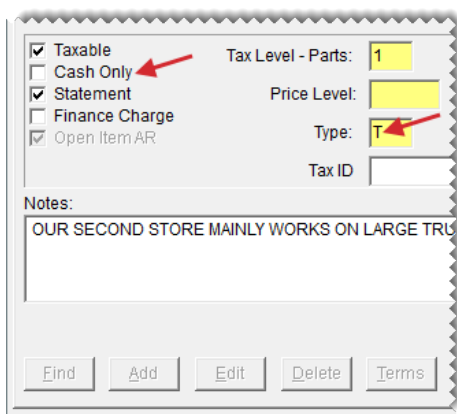 Taxable
Tax Level - Parts: 1
Cash Only
Statement
Price Level:
Finance Charge
Type: T
Open Item AR
Tax ID
Notes:
OUR SECOND STORE MAINLY WORKS ON LARGE
Find Add Edit Delete Terms